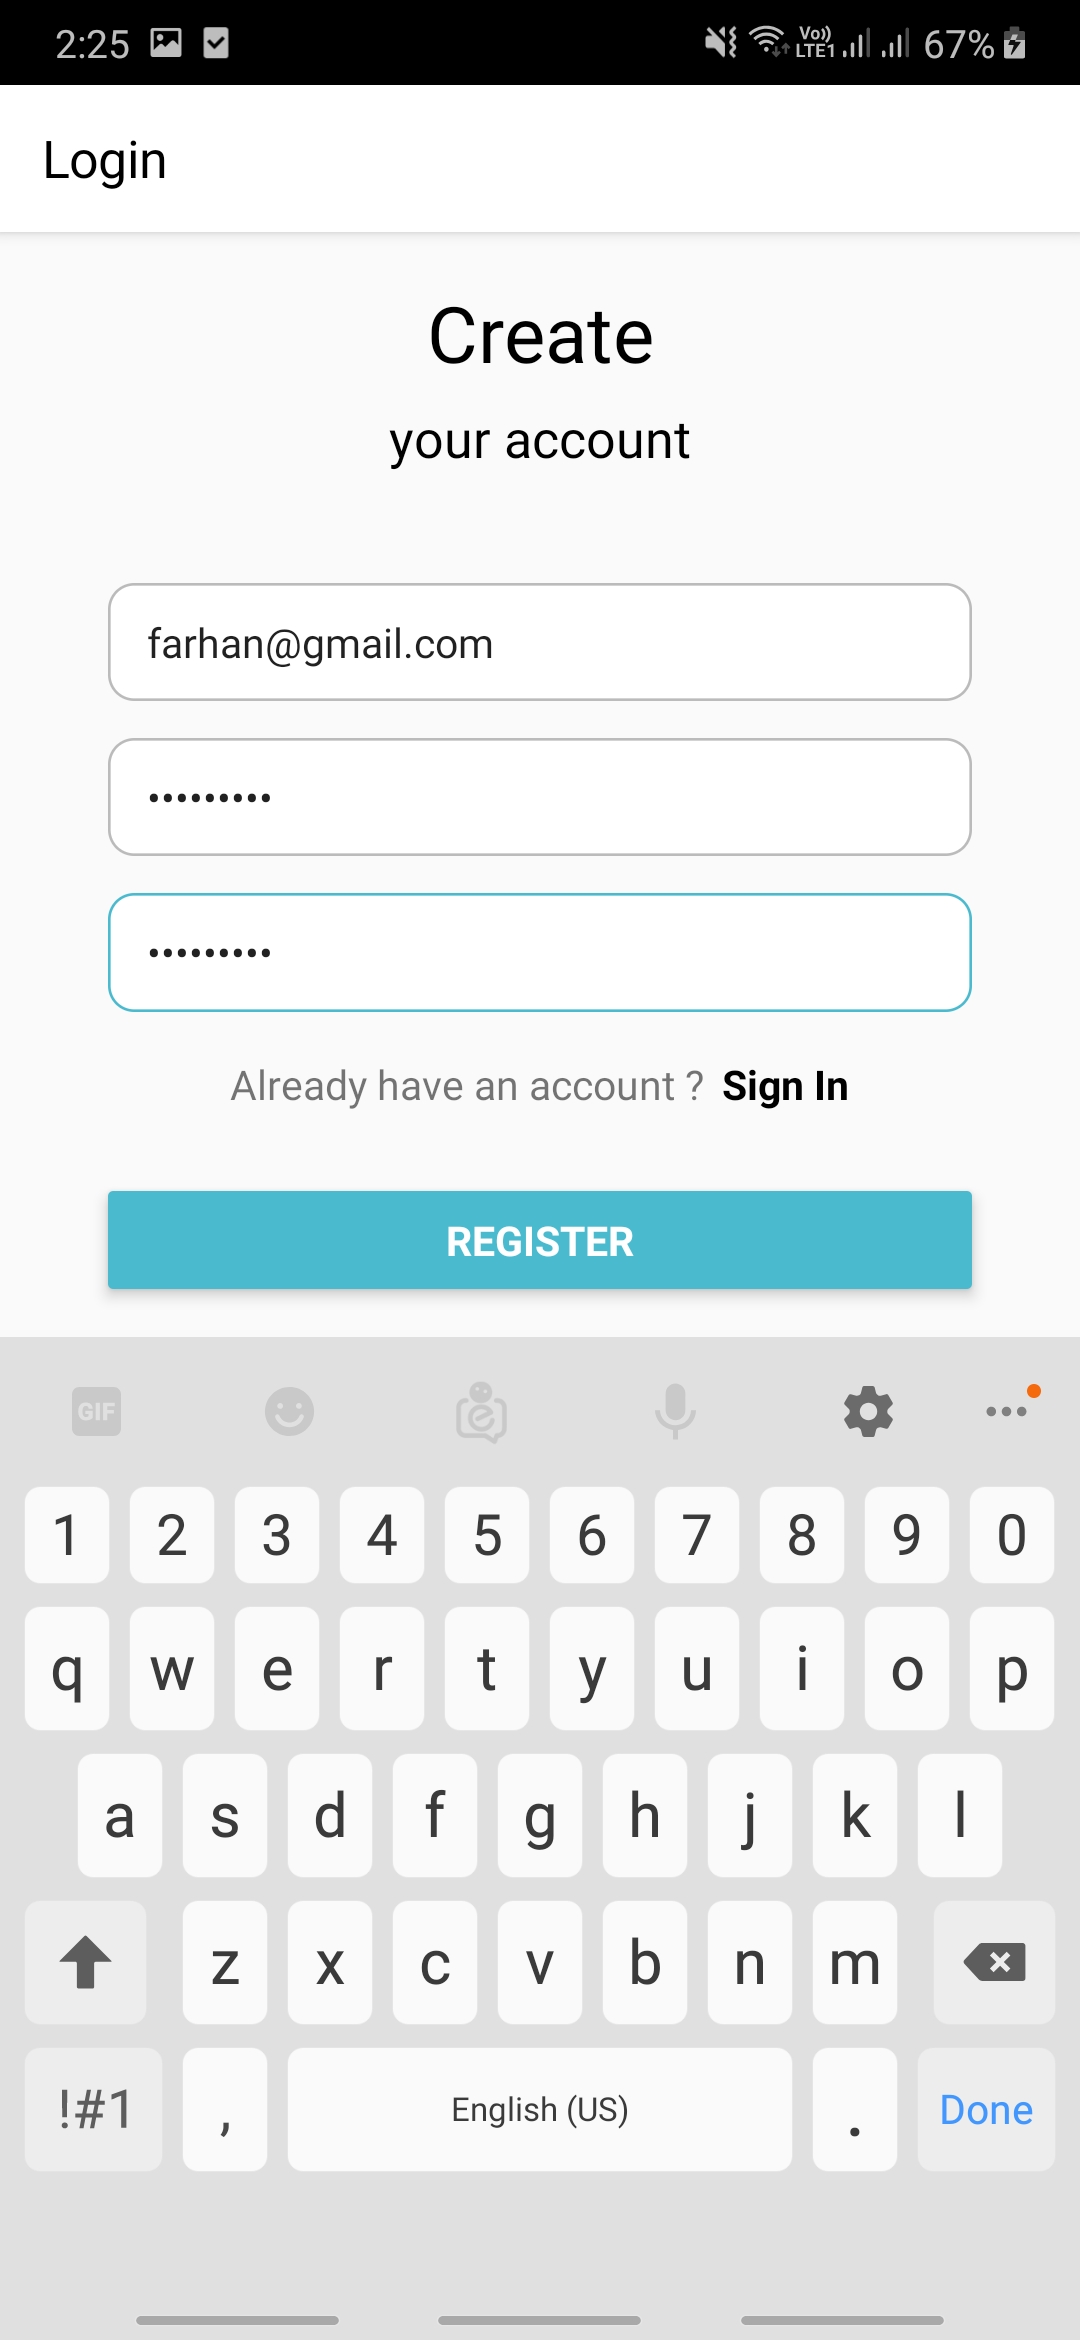 2:25 Vo)) LTE1 67%
Login
Create
your account
farhan@gmail.com
•••••••••
•••••••••
Already have an account ? Sign In
REGISTER
GIF
1 2 3 4 5 6 7 8 9 0
q w e r t y u i o p
a s d f g h j k l
z x c v b n m
!#1 , English (US) . Done